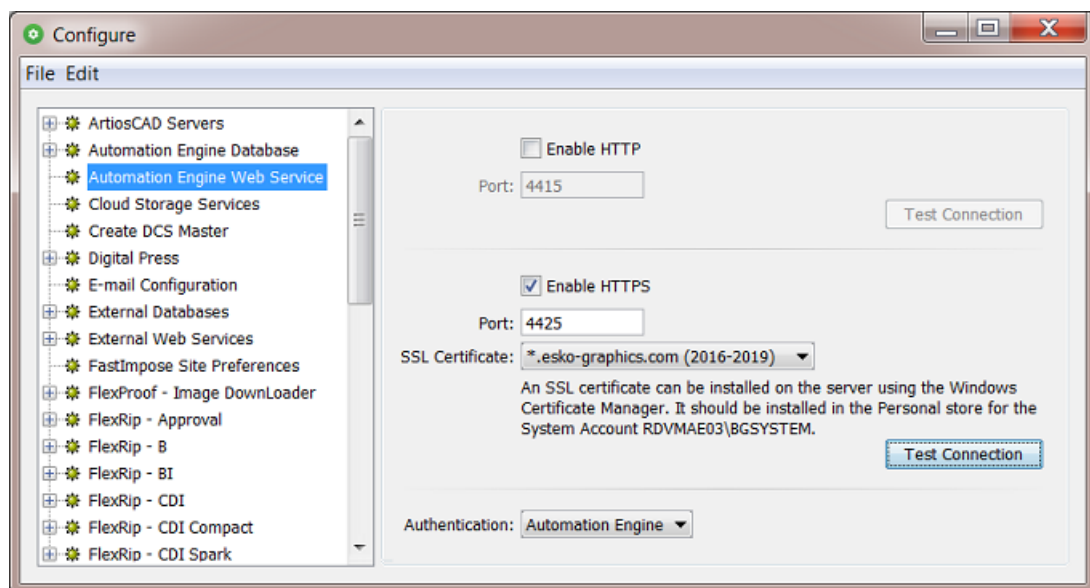 Configure
File Edit
ArtiosCAD Servers
Automation Engine Database
Automation Engine Web Service
Cloud Storage Services
Create DCS Master
Digital Press
E-mail Configuration
External Databases
External Web Services
FastImpose Site Preferences
FlexProof - Image DownLoader
FlexRip - Approval
FlexRip - B
FlexRip - BI
FlexRip - CDI
FlexRip - CDI Compact
FlexRip - CDI Spark
Enable HTTP
Port: 4415
Test Connection
Enable HTTPS
Port: 4425
SSL Certificate: *.esko-graphics.com (2016-2019)
An SSL certificate can be installed on the server using the Windows
Certificate Manager. It should be installed in the Personal store for the
System Account RDVMAE03\BGSYSTEM.
Test Connection
Authentication: Automation Engine